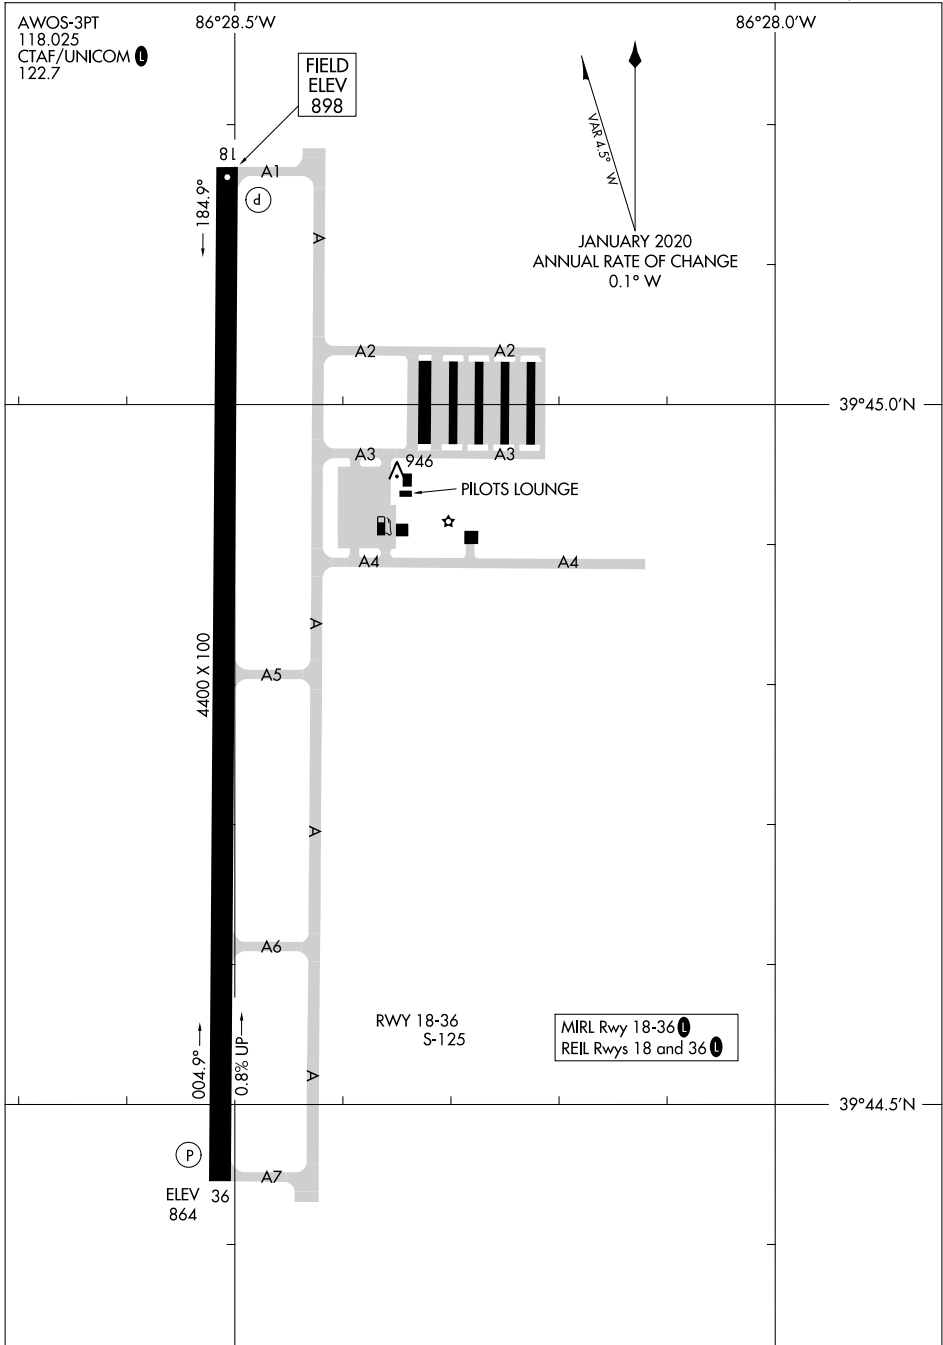 AWOS-3PT
118.025
CTAF/UNICOM L
122.7
86°28.5'W
86°28.0'W
FIELD
ELEV
898
VAR 4.5° W
JANUARY 2020
ANNUAL RATE OF CHANGE
0.1° W
18
A1
P
184.9°
A
A2
A2
39°45.0'N
A3
946
A3
PILOTS LOUNGE
A4
A4
A
4400 X 100
A5
A
A6
RWY 18-36
S-125
MIRL Rwy 18-36 L
REIL Rwys 18 and 36 L
004.9°
0.8% UP
A
39°44.5'N
P
A7
ELEV
864
36